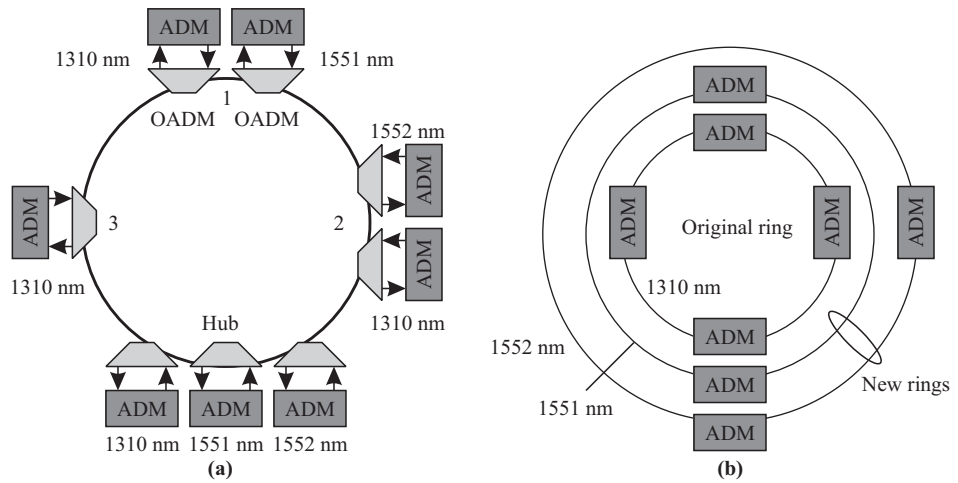 ADM
ADM
1310 nm
1551 nm
1
OADM
OADM
1552 nm
ADM
2
ADM
1310 nm
ADM
3
1310 nm
Hub
ADM
ADM
ADM
1310 nm
1551 nm
1552 nm
(a)
ADM
ADM
ADM
Original ring
ADM
ADM
1310 nm
ADM
1552 nm
ADM
New rings
1551 nm
ADM
(b)